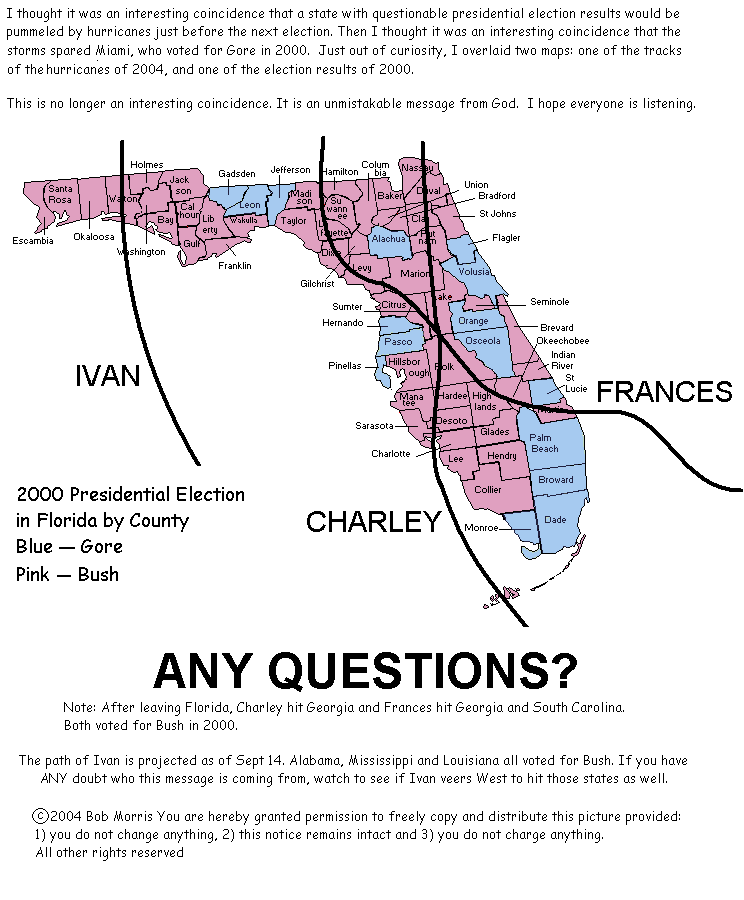 I thought it was an interesting coincidence that a state with questionable presidential election results would be
pummeled by hurricanes just before the next election. Then I thought it was an interesting coincidence that the
storms spared Miami, who voted for Gore in 2000. Just out of curiosity, I overlaid two maps: one of the tracks
of the hurricanes of 2004, and one of the election results of 2000.
This is no longer an interesting coincidence. It is an unmistakable message from God. I hope everyone is listening.
Holmes
Jack
son
Gadsden
Jefferson
Hamilton
Colum
bia
Nassau
Santa
Rosa
Walton
Cal
hour
Leon
Madi
son
Su
wann
ee
Baker
Duval
Union
Bradford
Bay
Lib
erty
Wakulla
Taylor
La
fayette
Clay
St Johns
Escambia
Okaloosa
Washington
Gulf
Franklin
Dixie
Alachua
Put
nam
Flagler
Gilchrist
Levy
Marion
Volusia
Sumter
Citrus
Lake
Seminole
Hernando
Orange
Brevard
Pasco
Osceola
Okeechobee
Pinellas
Hillsbor
ough
Polk
Indian
River
St
Lucie
IVAN
FRANCES
Mana
tee
Hardee
High
lands
Martin
Sarasota
Desoto
Glades
Palm
Beach
Charlotte
Lee
Hendry
Collier
Broward
Monroe
Dade
CHARLEY
2000 Presidential Election
in Florida by County
Blue — Gore
Pink — Bush
ANY QUESTIONS?
Note: After leaving Florida, Charley hit Georgia and Frances hit Georgia and South Carolina.
Both voted for Bush in 2000.
The path of Ivan is projected as of Sept 14. Alabama, Mississippi and Louisiana all voted for Bush. If you have
ANY doubt who this message is coming from, watch to see if Ivan veers West to hit those states as well.
©2004 Bob Morris You are hereby granted permission to freely copy and distribute this picture provided:
1) you do not change anything, 2) this notice remains intact and 3) you do not charge anything.
All other rights reserved